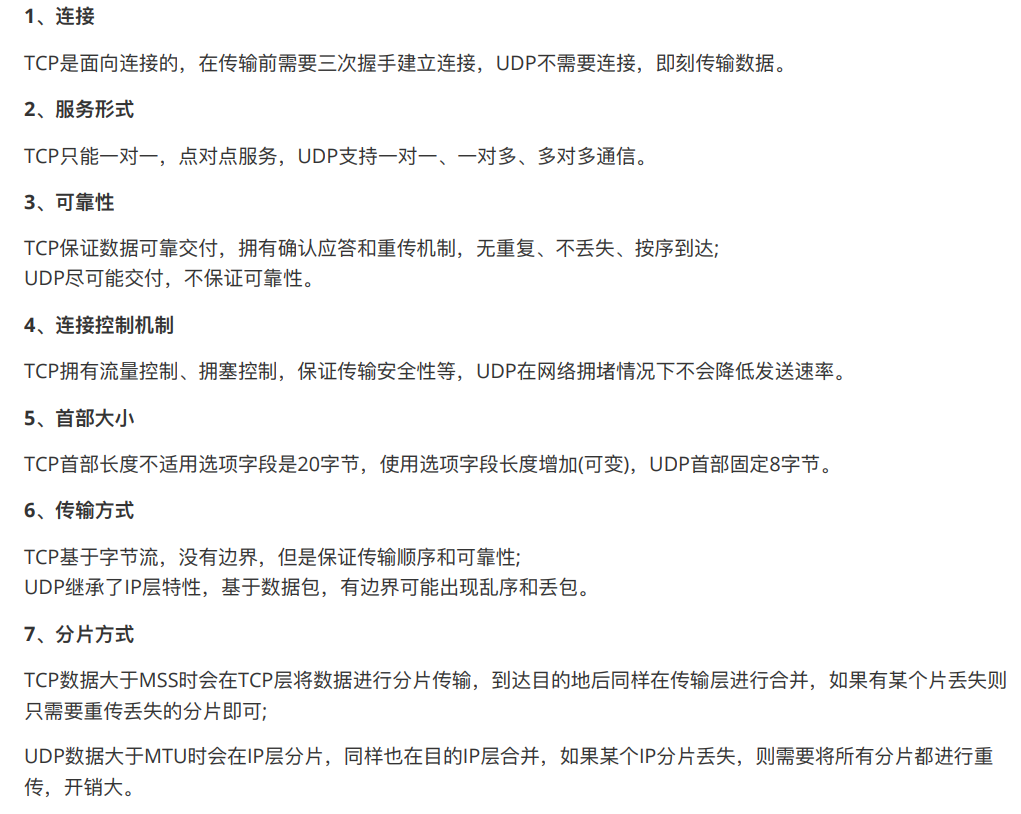 1、连接
TCP是面向连接的，在传输前需要三次握手建立连接，UDP不需要连接，即刻传输数据。
2、服务形式
TCP只能一对一，点对点服务，UDP支持一对一、一对多、多对多通信。
3、可靠性
TCP保证数据可靠交付，拥有确认应答和重传机制，无重复、不丢失、按序到达;
UDP尽可能交付，不保证可靠性。
4、连接控制机制
TCP拥有流量控制、拥塞控制，保证传输安全性等，UDP在网络拥堵情况下不会降低发送速率。
5、首部大小
TCP首部长度不适用选项字段是20字节，使用选项字段长度增加(可变)，UDP首部固定8字节。
6、传输方式
TCP基于字节流，没有边界，但是保证传输顺序和可靠性;
UDP继承了IP层特性，基于数据包，有边界可能出现乱序和丢包。
7、分片方式
TCP数据大于MSS时会在TCP层将数据进行分片传输，到达目的地后同样在传输层进行合并，如果有某个片丢失则
只需要重传丢失的分片即可;
UDP数据大于MTU时会在IP层分片，同样也在目的IP层合并，如果某个IP分片丢失，则需要将所有分片都进行重
传，开销大。